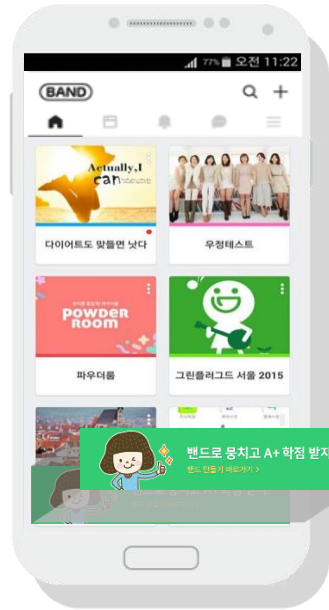 77% 오전 11:22
BAND
Actually,I
can
다이어트도 맞들면 낫다
우정테스트
POWDER
ROOM
파우더룸
그린플러그드 서울 2015
밴드로 뭉치고 A+ 학점 받자
밴드 만들기 바로가기 >